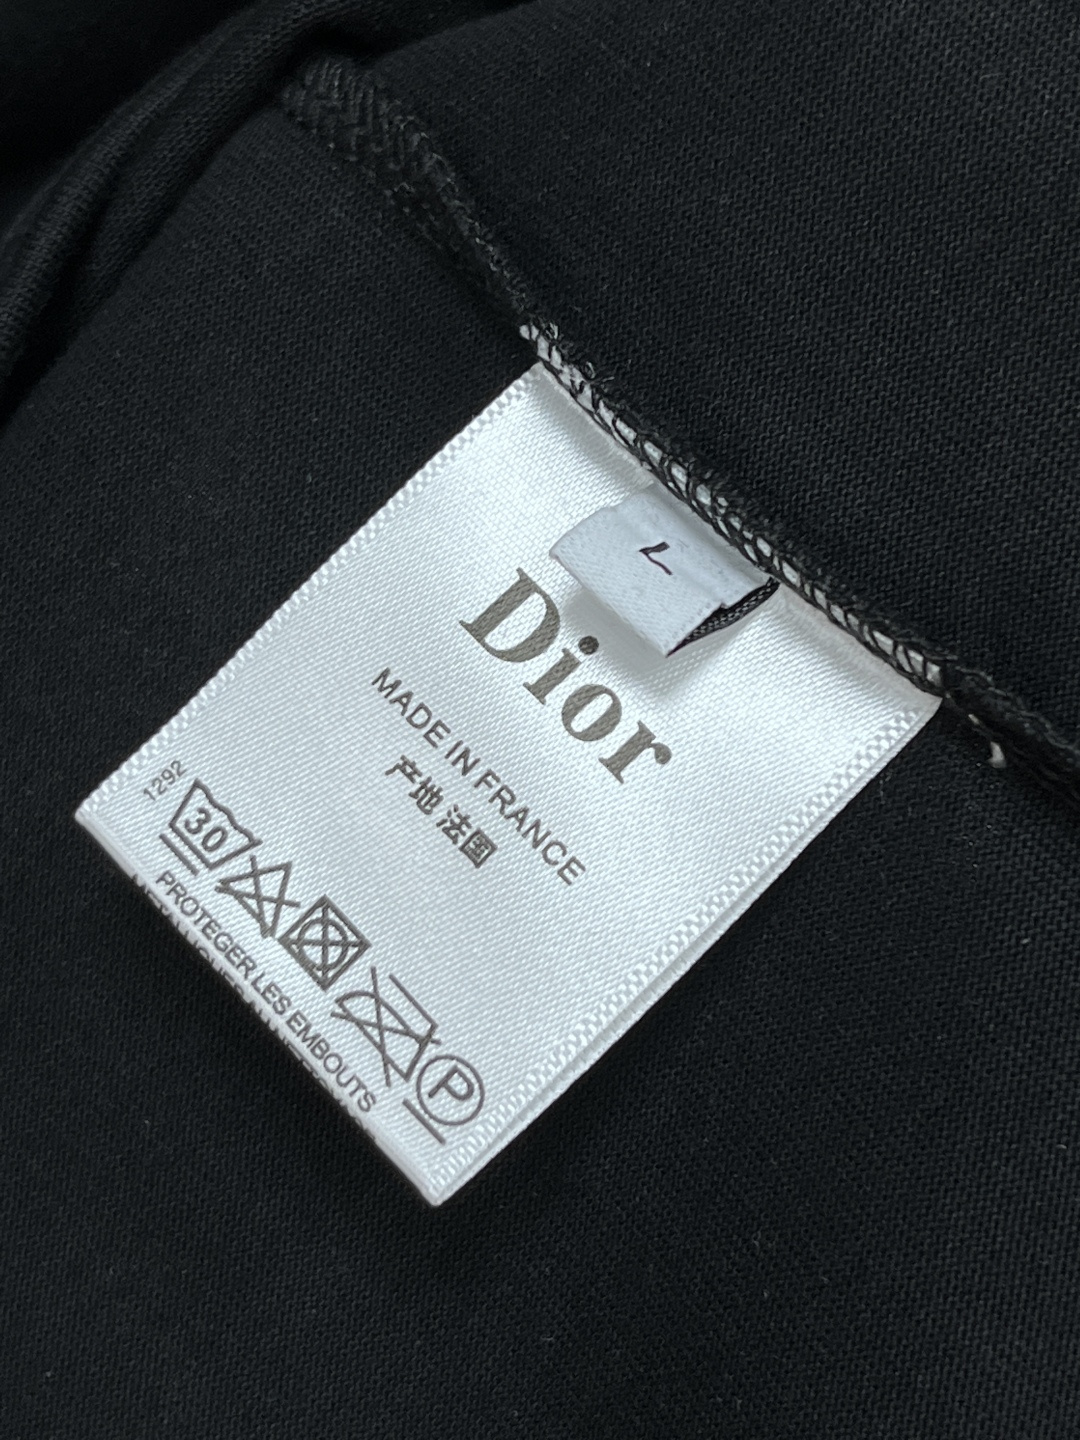 L
Dior
MADE IN FRANCE
产地 法国
1292
30
P
PROTEGER LES EMBOUTS